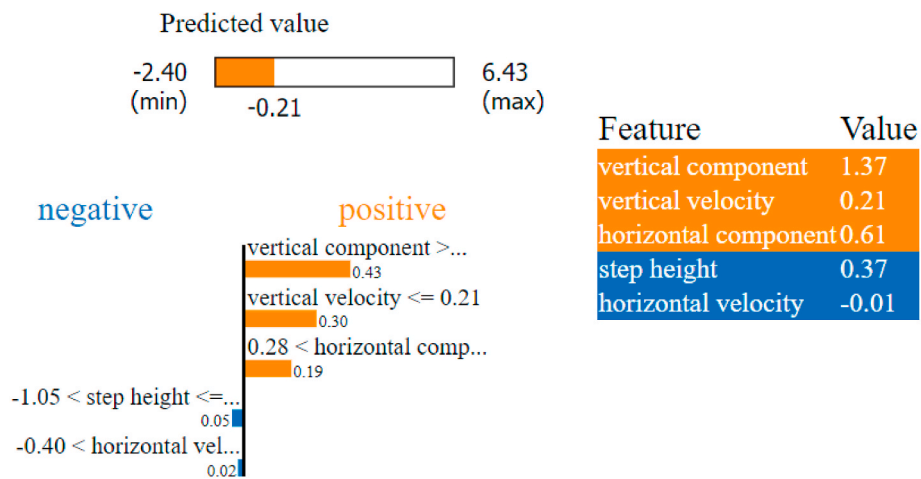 Predicted value
-2.40
(min)
-0.21
6.43
(max)
negative
positive
vertical component >...
0.43
vertical velocity <= 0.21
0.30
0.28 < horizontal comp...
0.19
-1.05 < step height <=...
0.05
-0.40 < horizontal vel...
0.02
Feature Value
vertical component 1.37
vertical velocity 0.21
horizontal component 0.61
step height 0.37
horizontal velocity -0.01